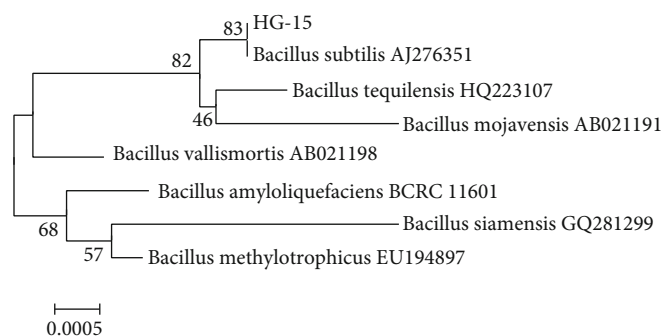 83
HG-15
Bacillus subtilis AJ276351
82
Bacillus tequilensis HQ223107
46
Bacillus mojavensis AB021191
Bacillus vallismortis AB021198
Bacillus amyloliquefaciens BCRC 11601
68
Bacillus siamensis GQ281299
57
Bacillus methylotrophicus EU194897
0.0005